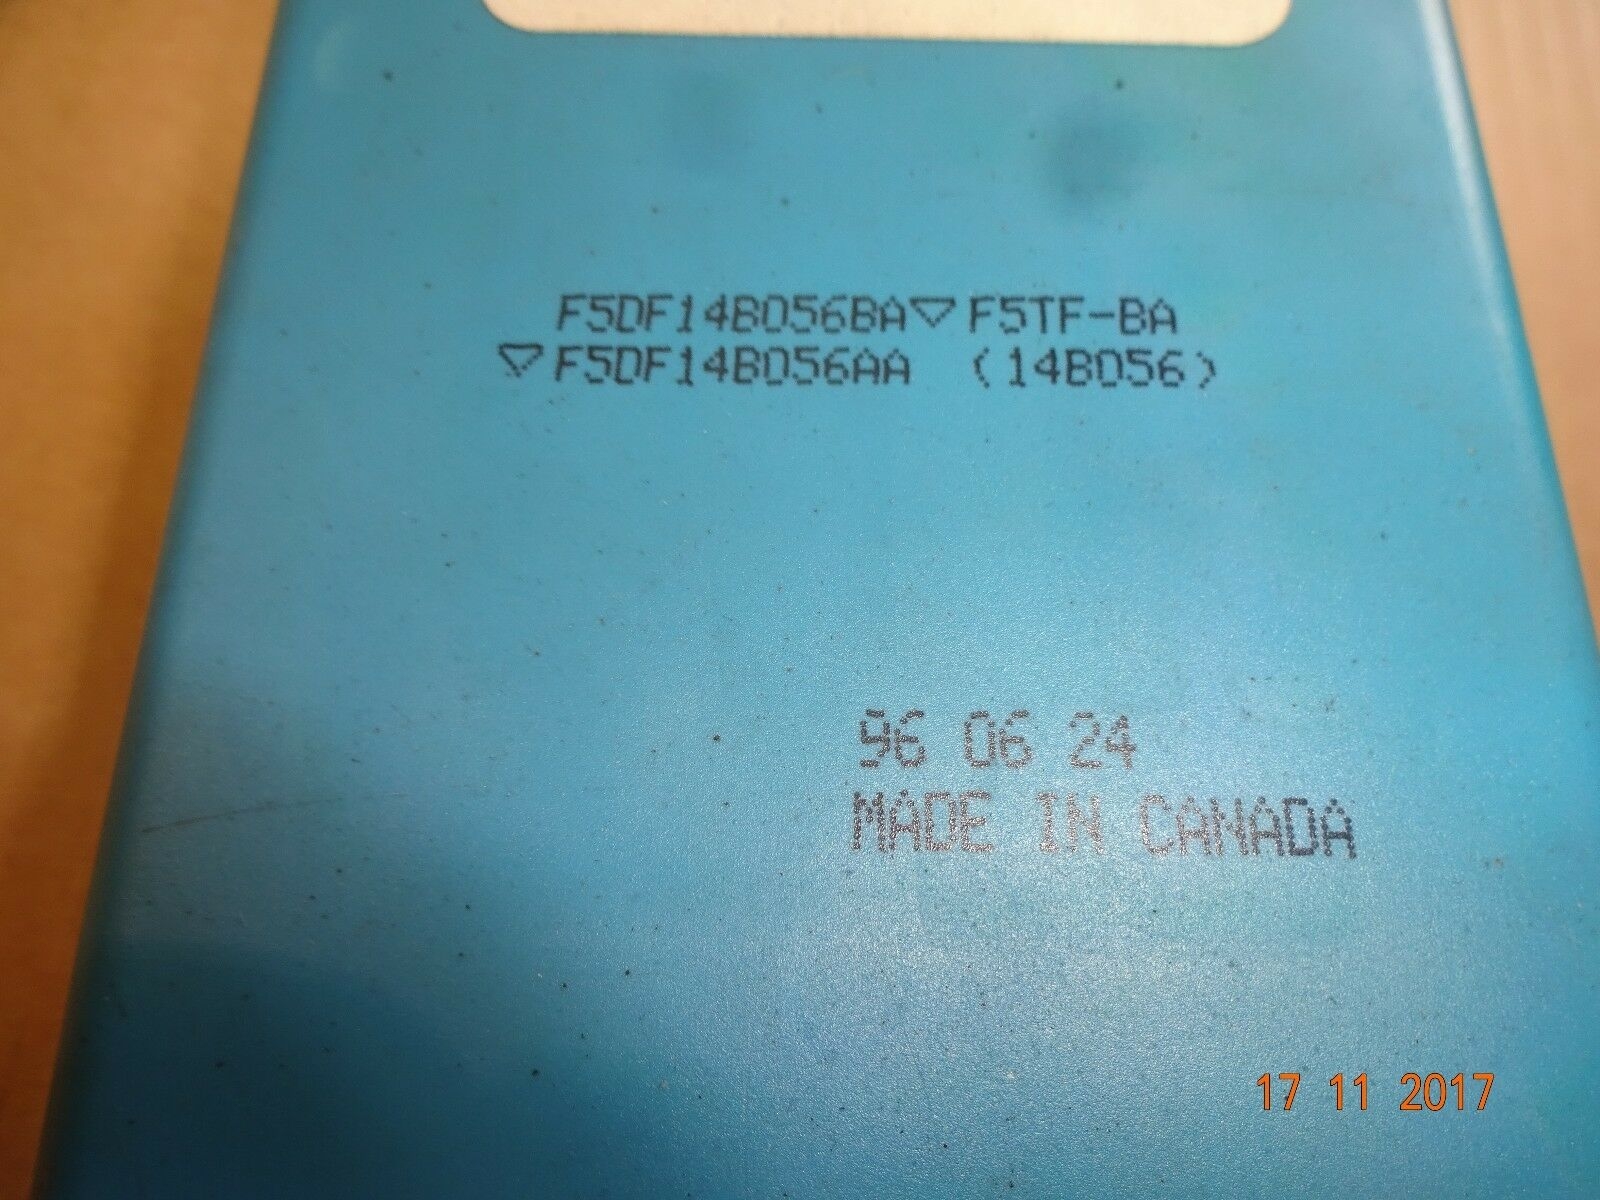 F5DF14B056BA▽F5TF-BA
▽F5DF14B056AA (14B056)
96 06 24
MADE IN CANADA
17 11 2017